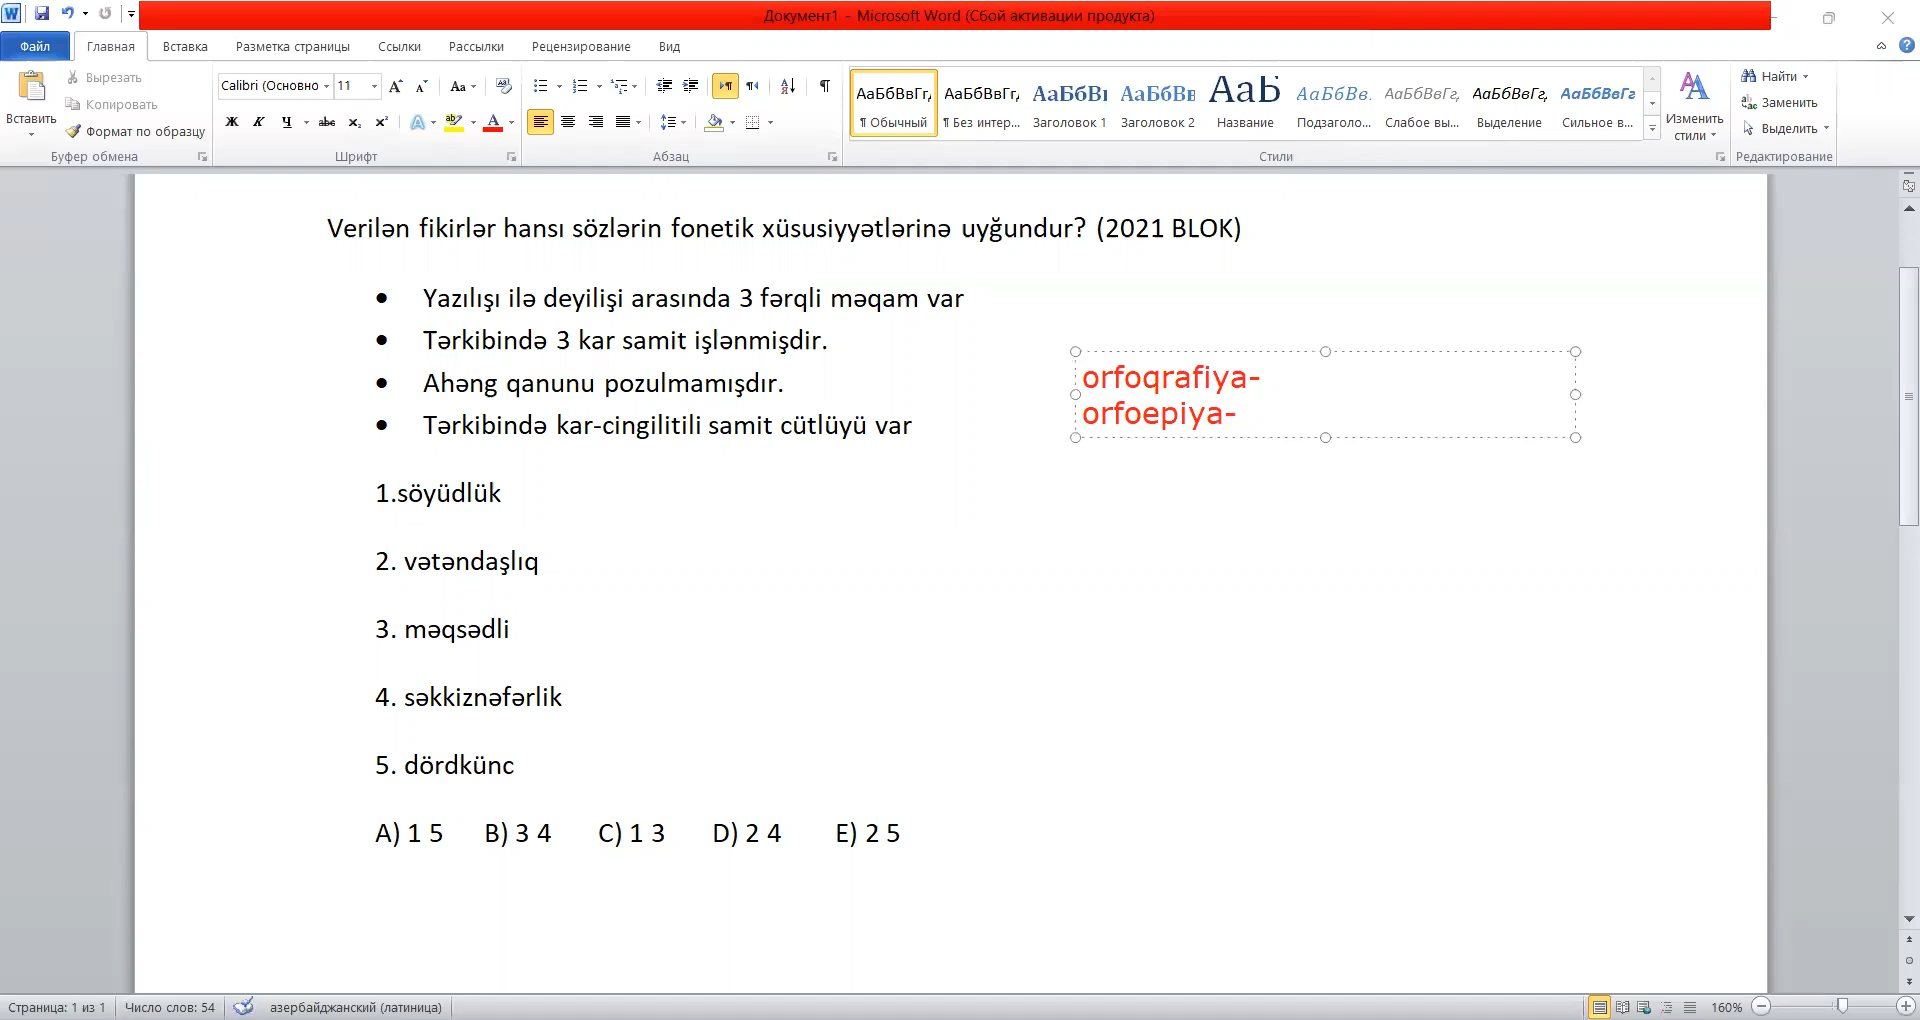 Документ1 - Microsoft Word (Сбой активации продукта)
Файл Главная Вставка Разметка страницы Ссылки Рассылки Рецензирование Вид
Вставить
Вырезать
Копировать
Формат по образцу
Буфер обмена
Calibri (Основно 11
Ж К Ч abc x₂ x²
Шрифт
Абзац
АаБбВвГг, АаБбВвГг, АаБбВı АаБбВв АаБ АаБбВв. АаБбВвГг, АаБбВвГг, АаБбВвГг
¶ Обычный ¶ Без интер... Заголовок 1 Заголовок 2 Название Подзаголо... Слабое вы... Выделение Сильное в...
Стили
Изменить
стили
Найти
Заменить
Выделить
Редактирование
Verilən fikirlər hansı sözlərin fonetik xüsusiyyətlərinə uyğundur? (2021 BLOK)
• Yazılışı ilə deyilişi arasında 3 fərqli məqam var
• Tərkibində 3 kar samit işlənmişdir.
• Ahəng qanunu pozulmamışdır.
• Tərkibində kar-cingilitili samit cütlüyü var
orfoqrafiya-
orfoepiya-
1.söyüdlük
2. vətəndaşlıq
3. məqsədli
4. səkkiznəfərlik
5. dördkünc
A) 1 5 B) 3 4 C) 1 3 D) 2 4 E) 2 5
Страница: 1 из 1 Число слов: 54 азербайджанский (латиница) 160%